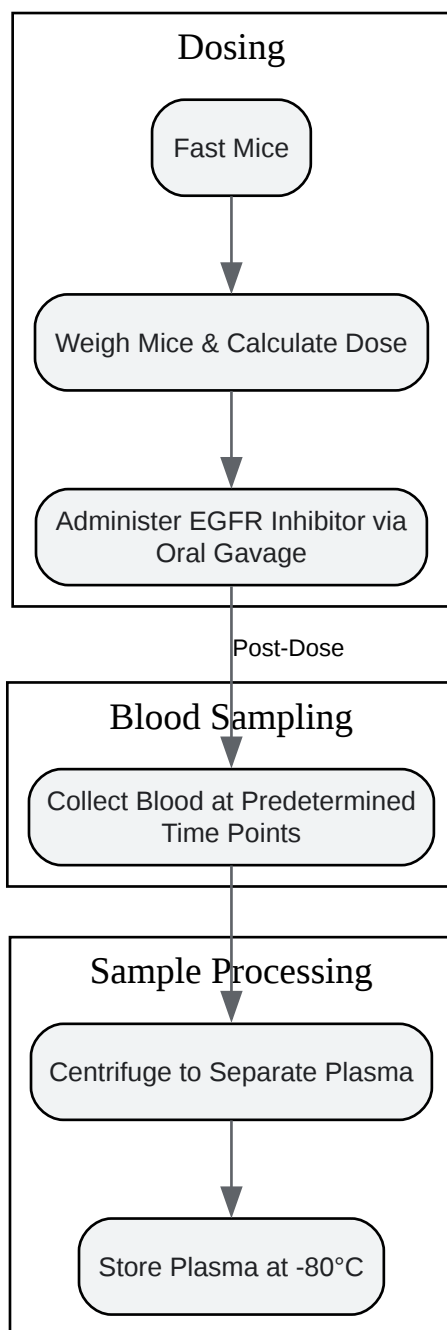 Dosing
Fast Mice
Weigh Mice & Calculate Dose
Administer EGFR Inhibitor via
Oral Gavage
Post-Dose
Blood Sampling
Collect Blood at Predetermined
Time Points
Sample Processing
Centrifuge to Separate Plasma
Store Plasma at -80°C